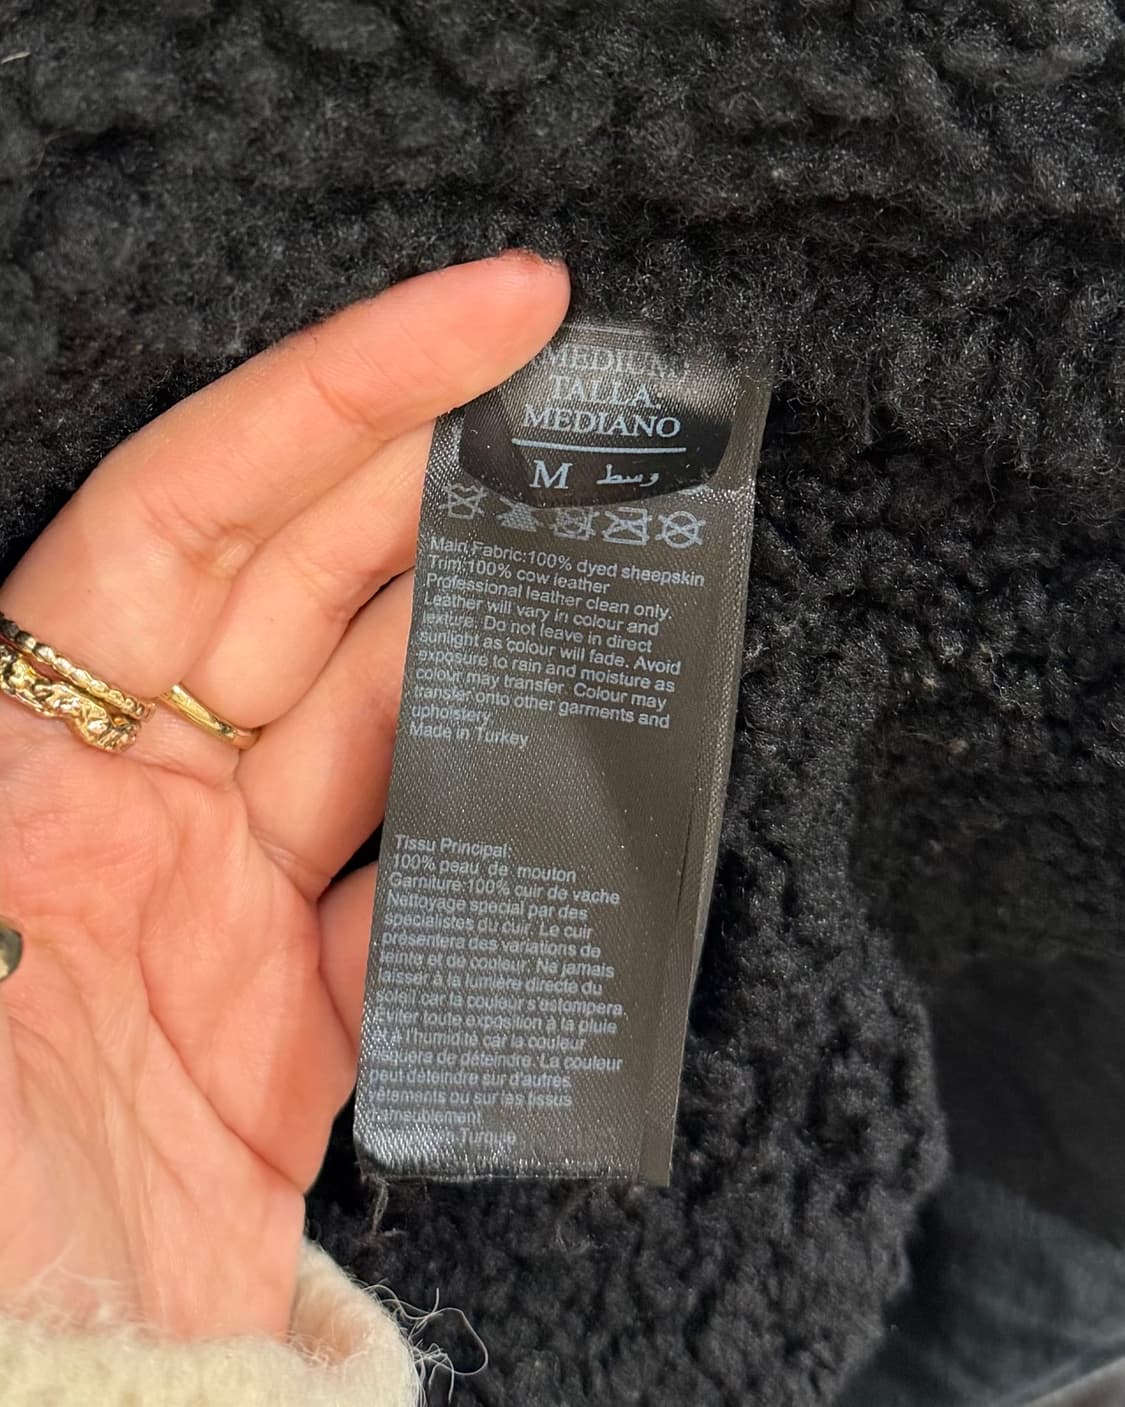 MEDIUM
TALLA
MEDIANO
M وسط
Main Fabric:100% dyed sheepskin
Trim:100% cow leather
Professional leather clean only.
Leather will vary in colour and
texture. Do not leave in direct
sunlight as colour will fade. Avoid
exposure to rain and moisture as
colour may transfer. Colour may
transfer onto other garments and
upholstery.
Made in Turkey
Tissu Principal:
100% peau de mouton
Garniture:100% cuir de vache
Nettoyage special par des
specialistes du cuir. Le cuir
présentera des variations de
teinte et de couleur. Ne jamais
laisser à la lumière directe du
soleil car la couleur s'estompera.
Eviter toute exposition à la pluie
l'humidité car la couleur
risquera de déteindre. La couleur
peut déteindre sur d'autres
vêtements ou sur les tissus
d'ameublement
Turquie